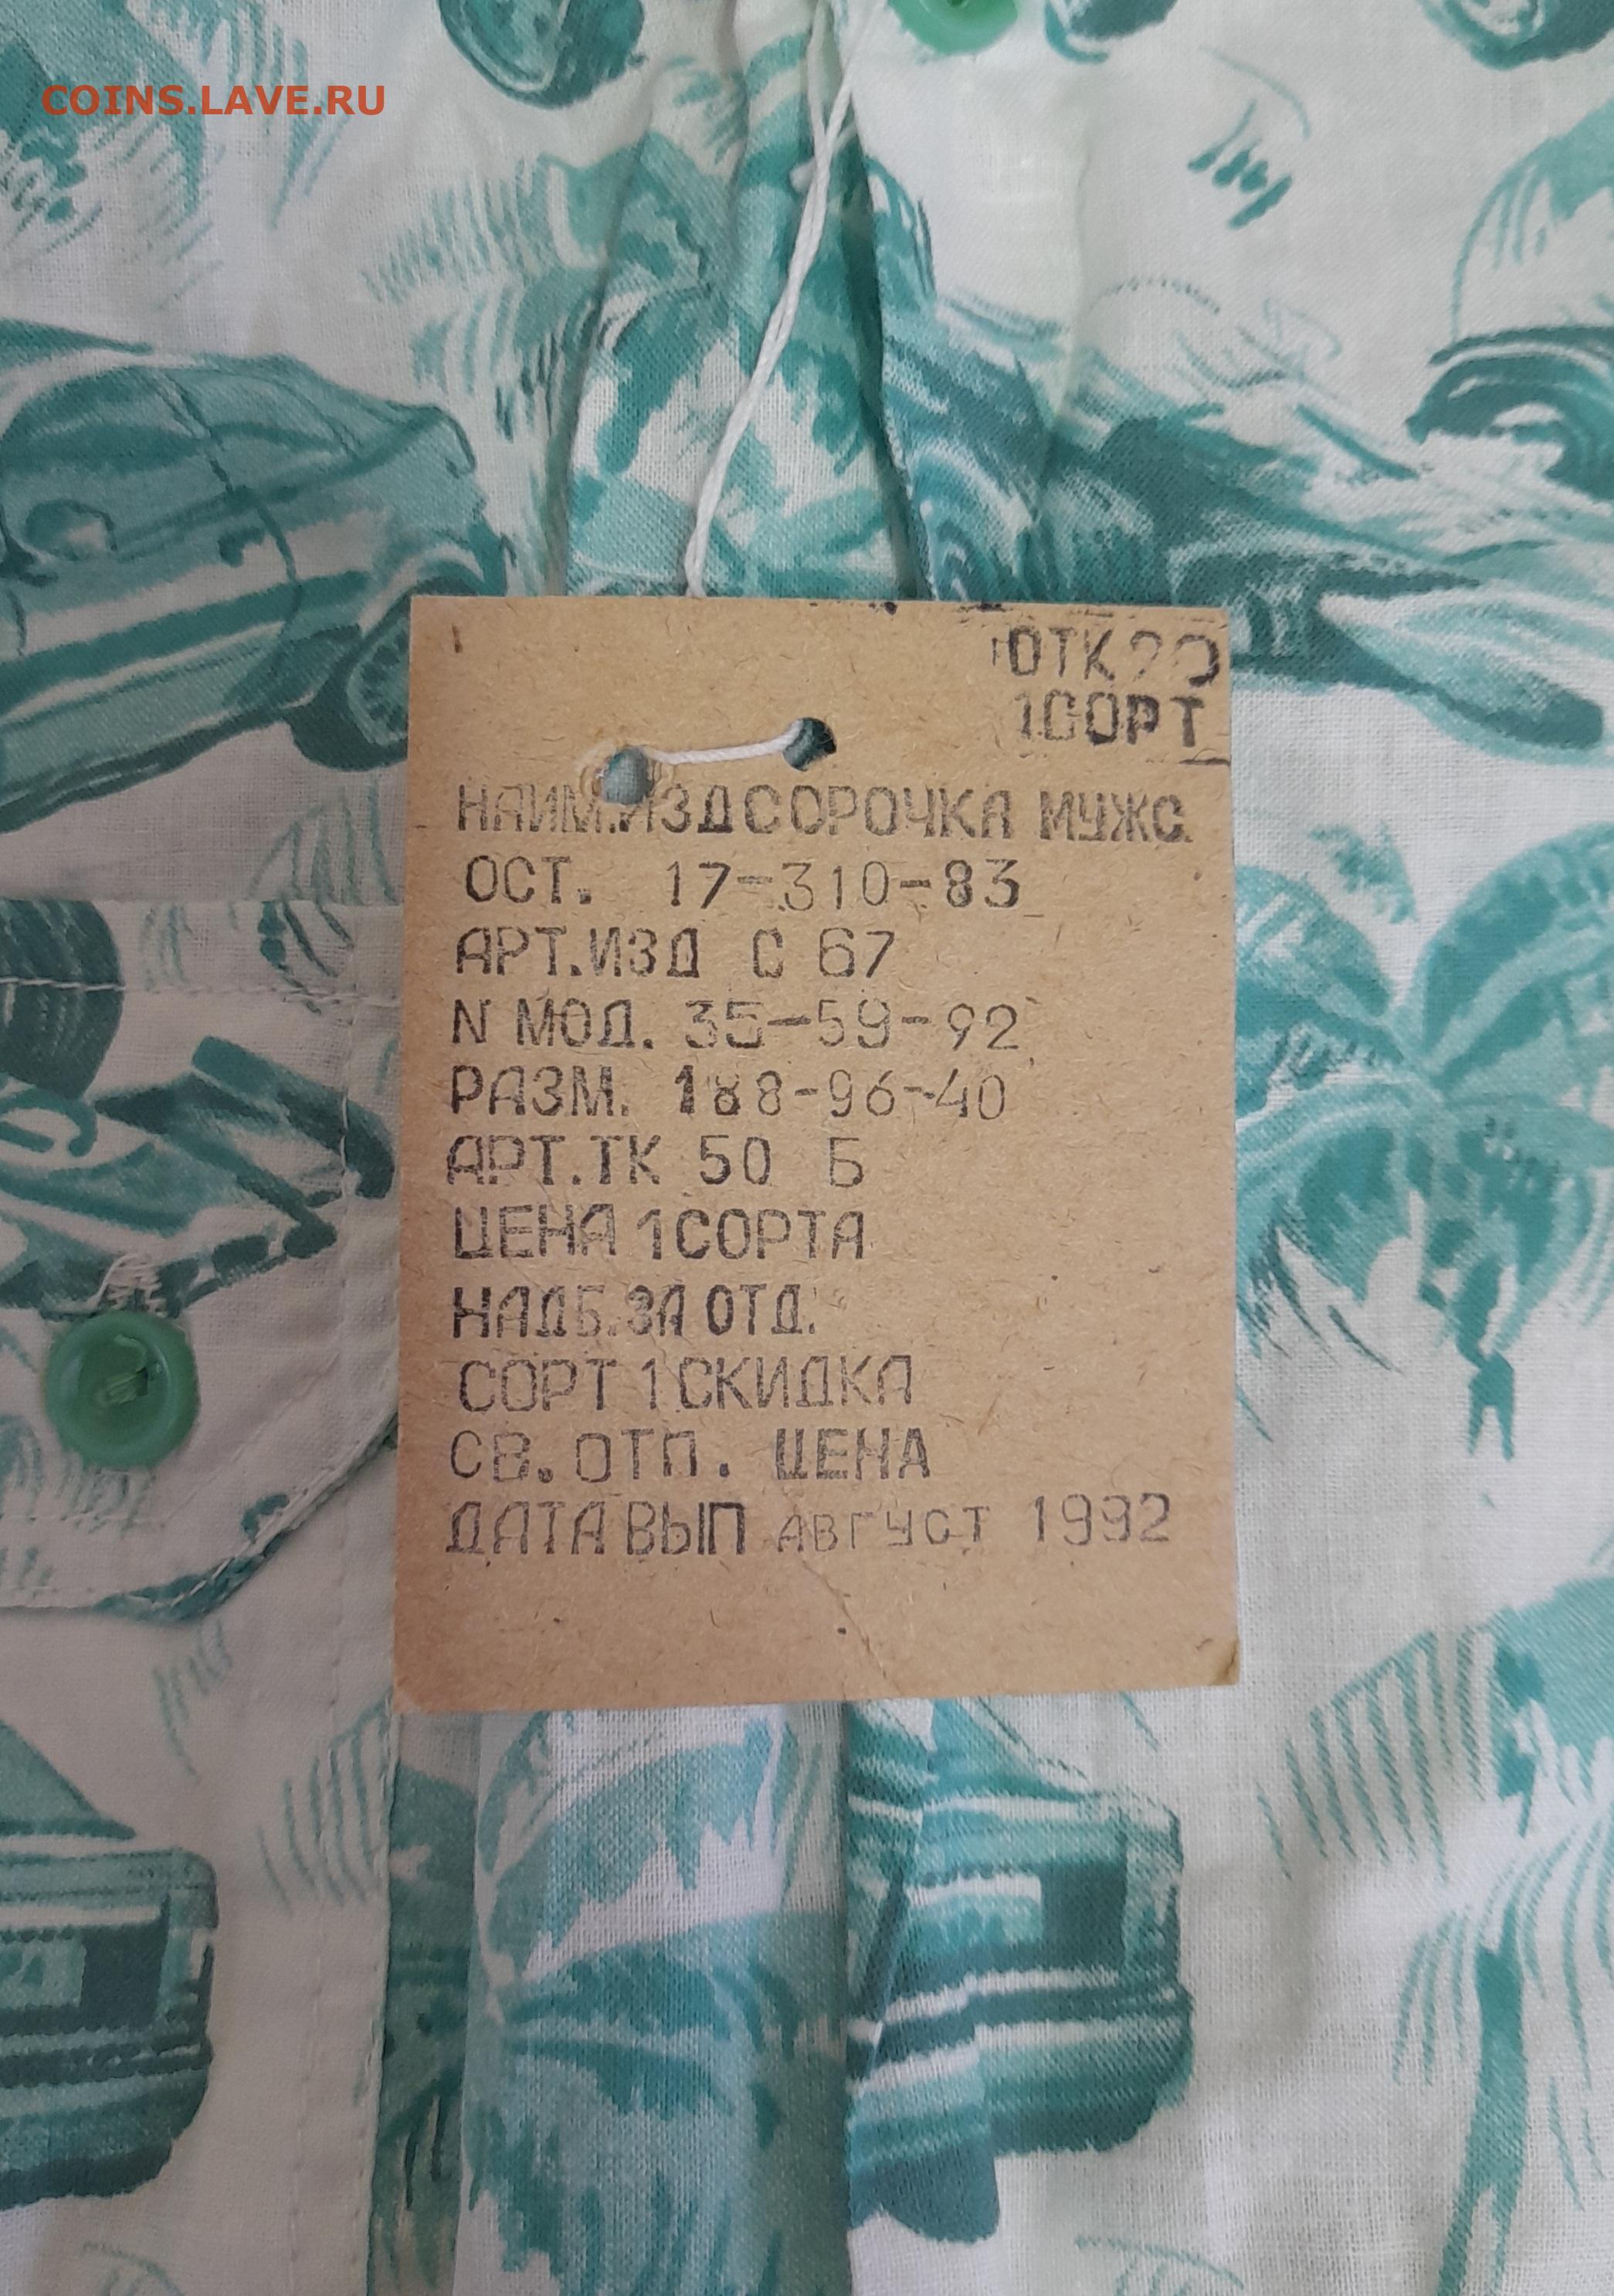 COINS.LAVE.RU
ОТК
1СОРТ
НАИМ.ИЗД СОРОЧКА МУЖС.
ОСТ. 17-310-83
АРТ.ИЗД С 67
N МОД. 35-59-92
РАЗМ. 188-96-40
АРТ.ТК 50 Б
ЦЕНА 1СОРТА
НАДБ.ЗА ОТД.
СОРТ 1 СКИДКА
СВ.ОТП. ЦЕНА
ДАТА ВЫП АВГУСТ 1992